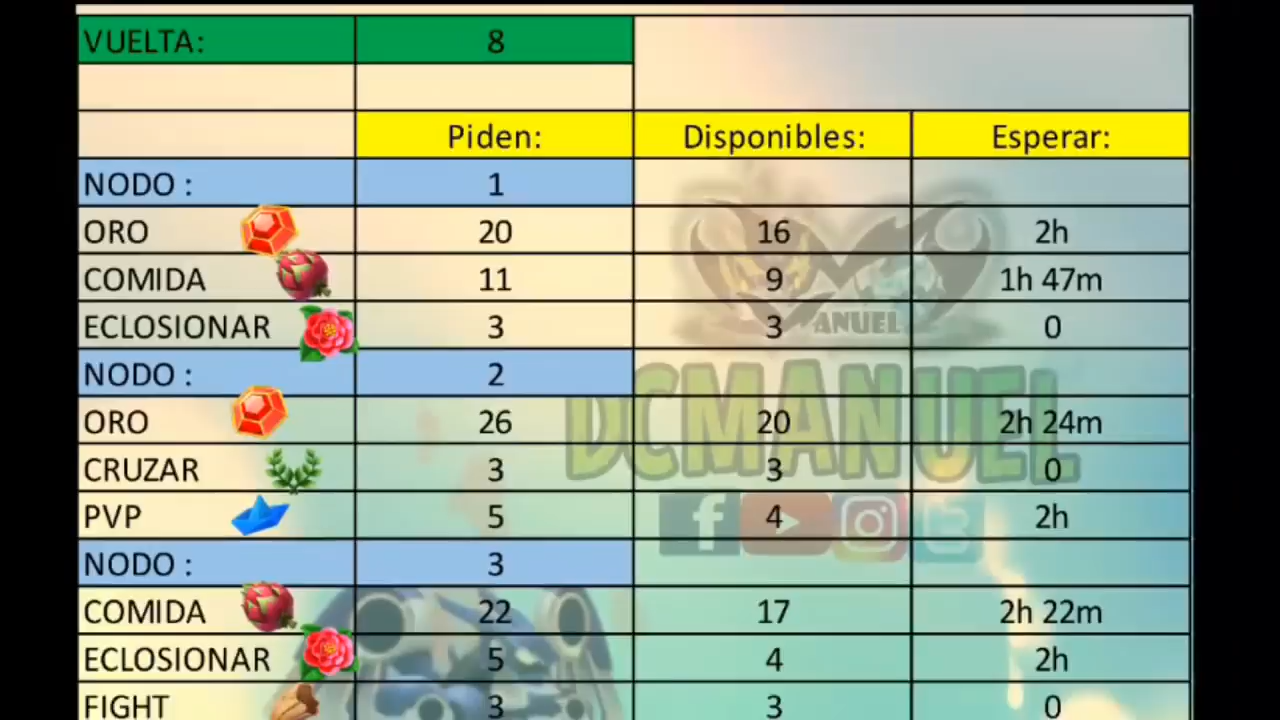 VUELTA: 8
Piden: Disponibles: Esperar:
NODO : 1
ORO 20 16 2h
COMIDA 11 9 1h 47m
ECLOSIONAR 3 3 0
ANUEL
NODO : 2
DCMANUEL
ORO 26 20 2h 24m
CRUZAR 3 3 0
PVP 5 4 2h
NODO : 3
COMIDA 22 17 2h 22m
ECLOSIONAR 5 4 2h
FIGHT 3 3 0